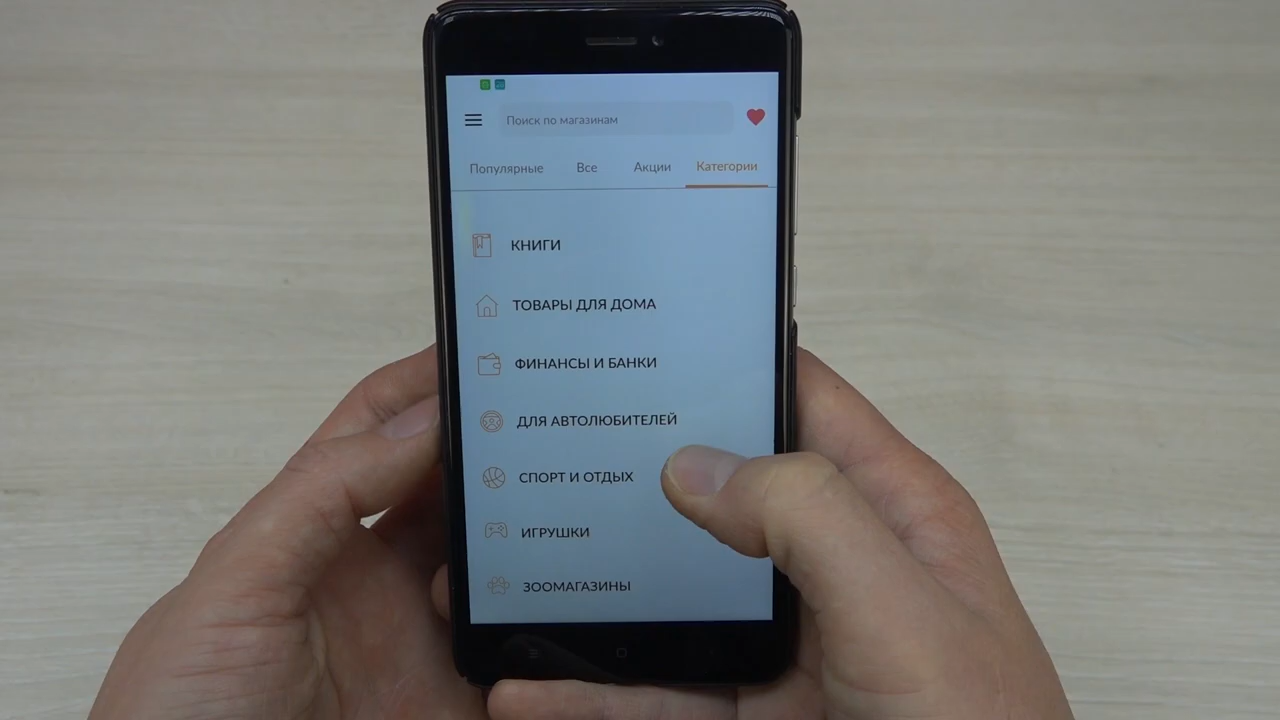 Поиск по магазинам
Популярные Все Акции Категории
КНИГИ
ТОВАРЫ ДЛЯ ДОМА
ФИНАНСЫ И БАНКИ
ДЛЯ АВТОЛЮБИТЕЛЕЙ
СПОРТ И ОТДЫХ
ИГРУШКИ
ЗООМАГАЗИНЫ